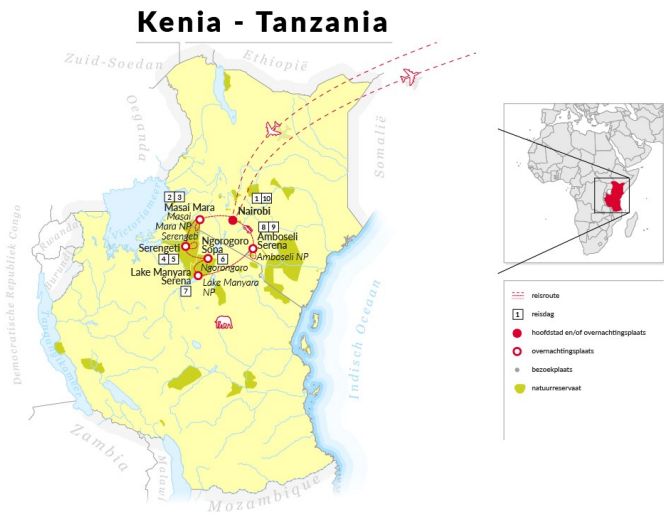 Kenia - Tanzania
Zuid-Soedan
Ethiopië
Oeganda
Somalië
Democratische Republiek Congo
Rwanda
Burundi
Victoriameer
Tanganyikameer
Zambia
Malawi
Mozambique
Indisch Oceaan
2 3
Masai Mara
Masai
Mara NP
1 10
Nairobi
8 9
Amboseli
Serena
Amboseli NP
Serengeti
Serengeti
4 5
Ngorogoro
Sopa
6
Ngorongoro
Lake Manyara
Serena
7
Lake Manyara
NP
reisroute
1 reisdag
hoofdstad en/of overnachtingsplaats
overnachtingsplaats
bezoekplaats
natuurreservaat